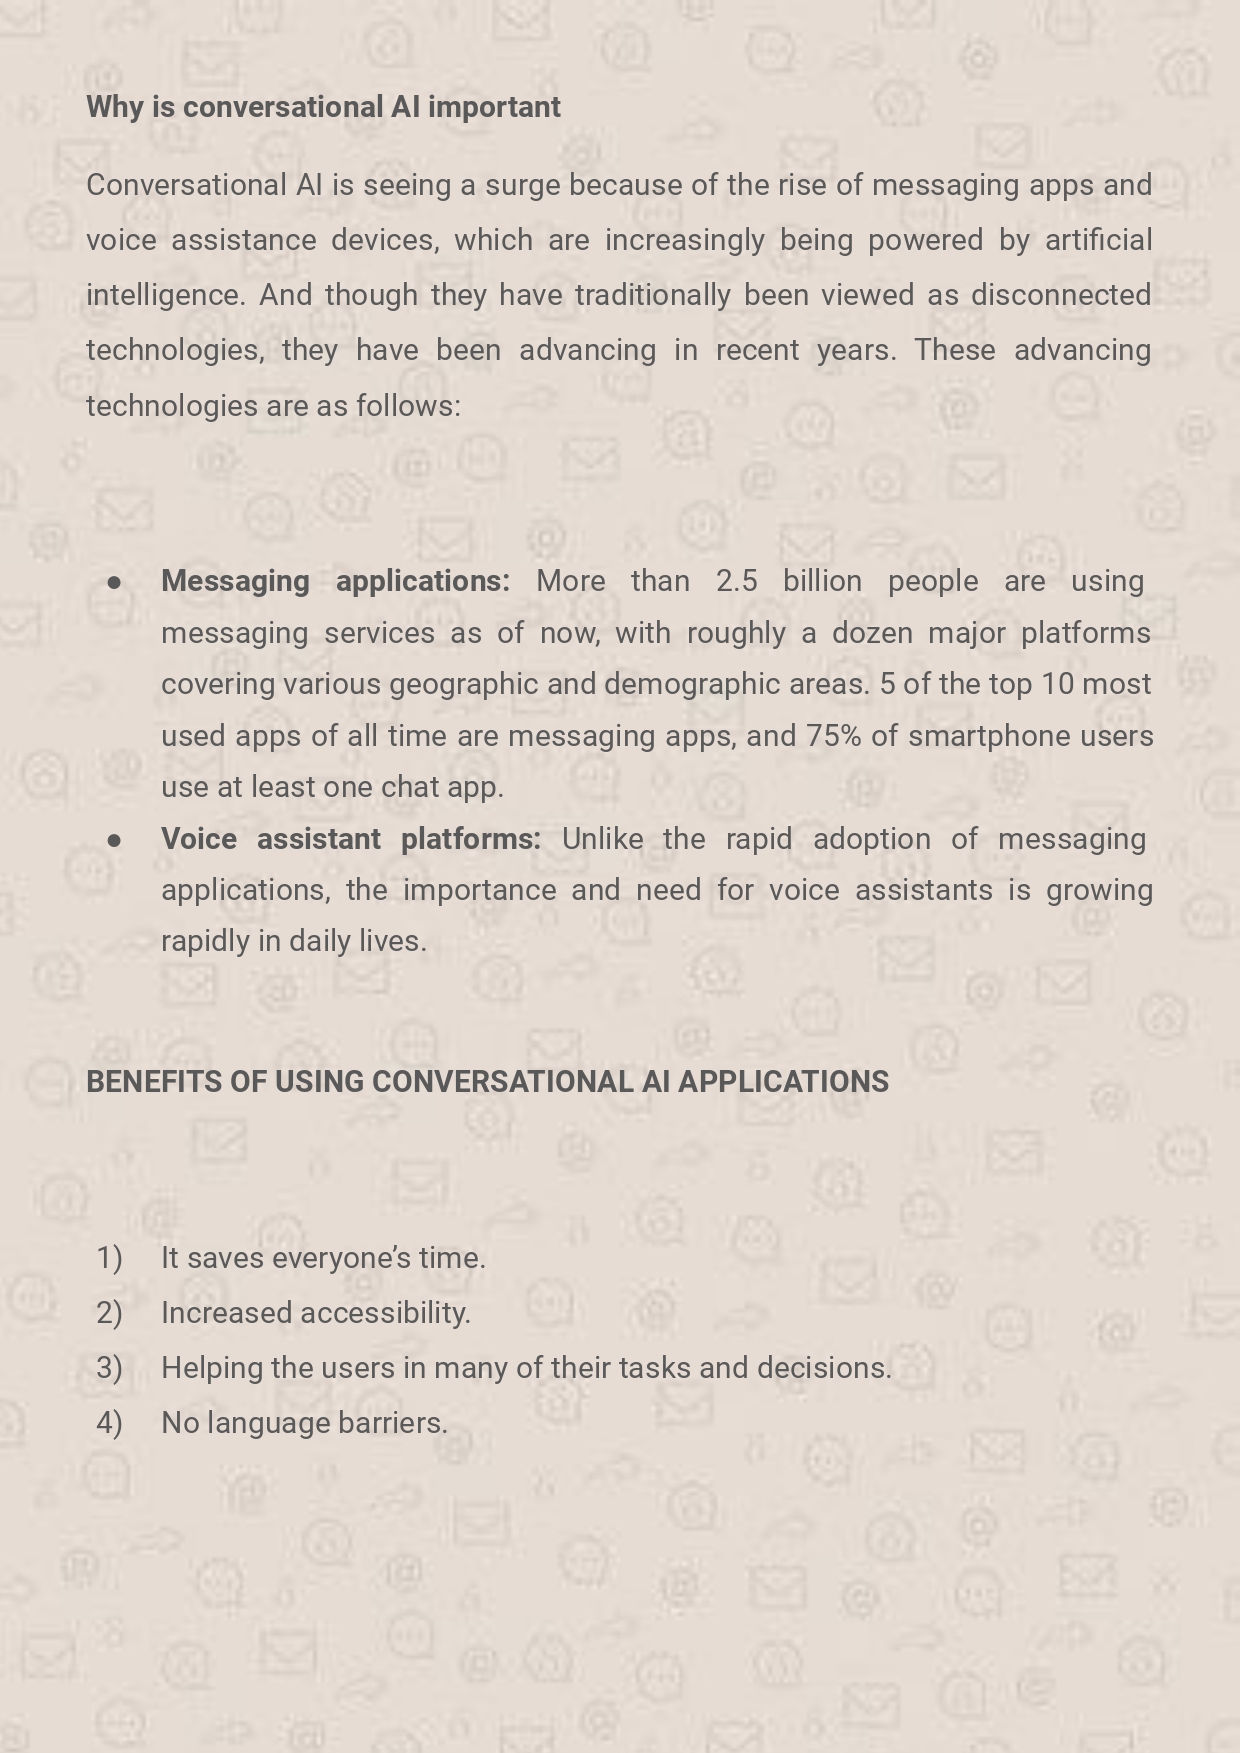 Why is conversational AI important
Conversational AI is seeing a surge because of the rise of messaging apps and
voice assistance devices, which are increasingly being powered by artificial
intelligence. And though they have traditionally been viewed as disconnected
technologies, they have been advancing in recent years. These advancing
technologies are as follows:
● Messaging applications: More than 2.5 billion people are using
messaging services as of now, with roughly a dozen major platforms
covering various geographic and demographic areas. 5 of the top 10 most
used apps of all time are messaging apps, and 75% of smartphone users
use at least one chat app.
● Voice assistant platforms: Unlike the rapid adoption of messaging
applications, the importance and need for voice assistants is growing
rapidly in daily lives.
BENEFITS OF USING CONVERSATIONAL AI APPLICATIONS
1) It saves everyone’s time.
2) Increased accessibility.
3) Helping the users in many of their tasks and decisions.
4) No language barriers.